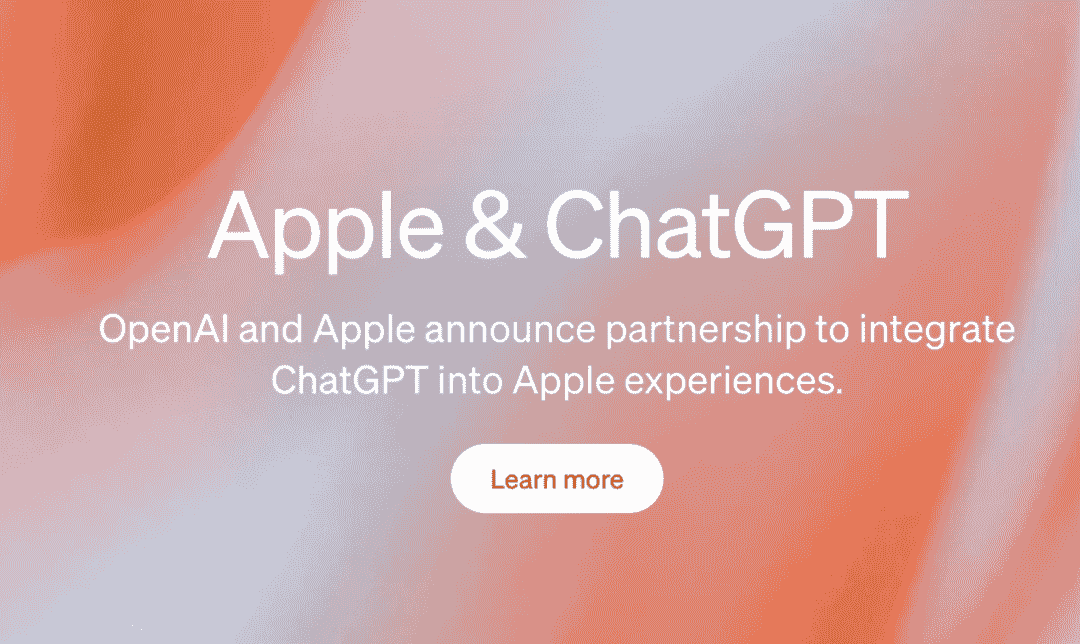 Apple & ChatGPT
OpenAI and Apple announce partnership to integrate
ChatGPT into Apple experiences.
Learn more